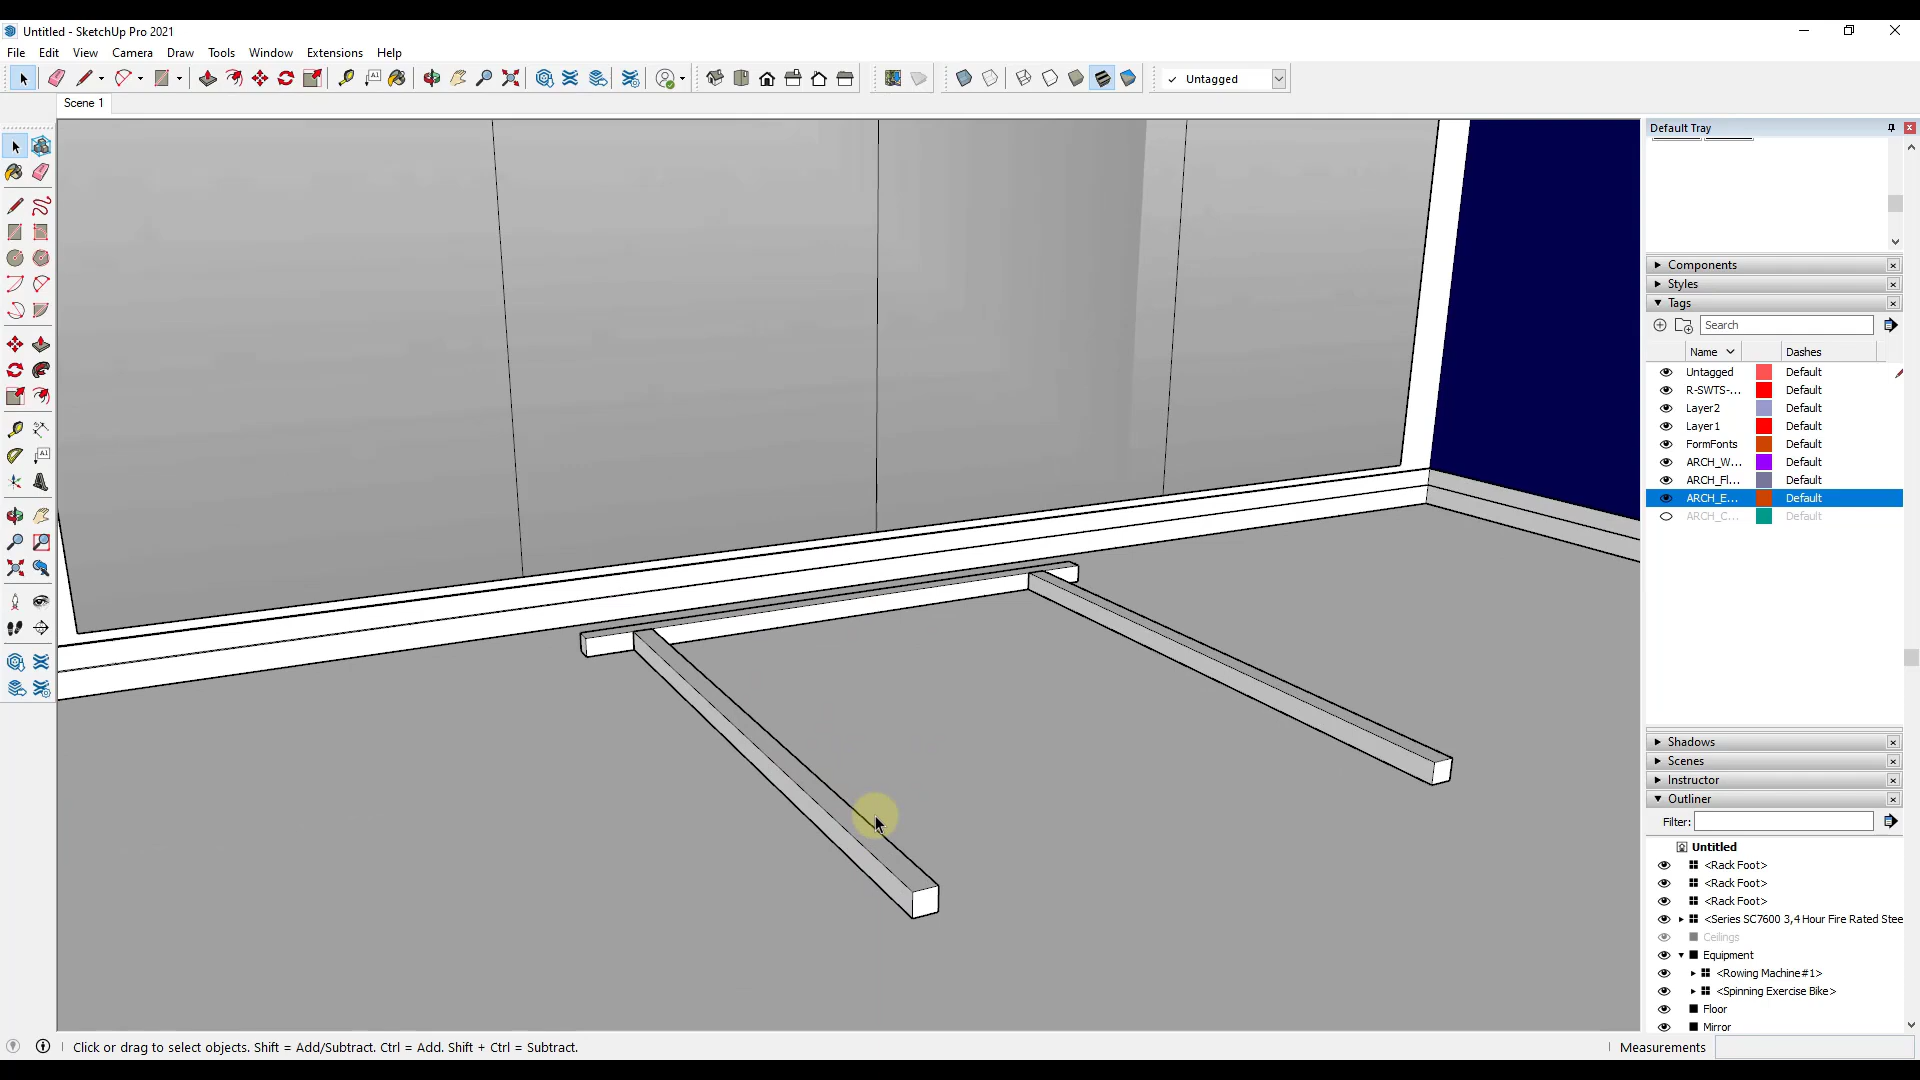 Untitled - SketchUp Pro 2021
File Edit View Camera Draw Tools Window Extensions Help
Untagged
Scene 1
Default Tray
Components
Styles
Tags
Search
Name Dashes
Untagged Default
R-SWTS-... Default
Layer2 Default
Layer1 Default
FormFonts Default
ARCH_W... Default
ARCH_Fl... Default
ARCH_E... Default
ARCH_C... Default
Shadows
Scenes
Instructor
Outliner
Filter:
Untitled
<Rack Foot>
<Rack Foot>
<Rack Foot>
<Series SC7600 3,4 Hour Fire Rated Stee
Ceilings
Equipment
<Rowing Machine#1>
<Spinning Exercise Bike>
Floor
Mirror
Click or drag to select objects. Shift = Add/Subtract. Ctrl = Add. Shift + Ctrl = Subtract.
Measurements